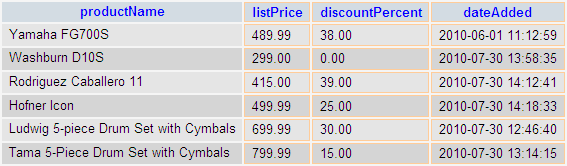 productName listPrice discountPercent dateAdded
Yamaha FG700S 489.99 38.00 2010-06-01 11:12:59
Washburn D10S 299.00 0.00 2010-07-30 13:58:35
Rodriguez Caballero 11 415.00 39.00 2010-07-30 14:12:41
Hofner Icon 499.99 25.00 2010-07-30 14:18:33
Ludwig 5-piece Drum Set with Cymbals 699.99 30.00 2010-07-30 12:46:40
Tama 5-Piece Drum Set with Cymbals 799.99 15.00 2010-07-30 13:14:15